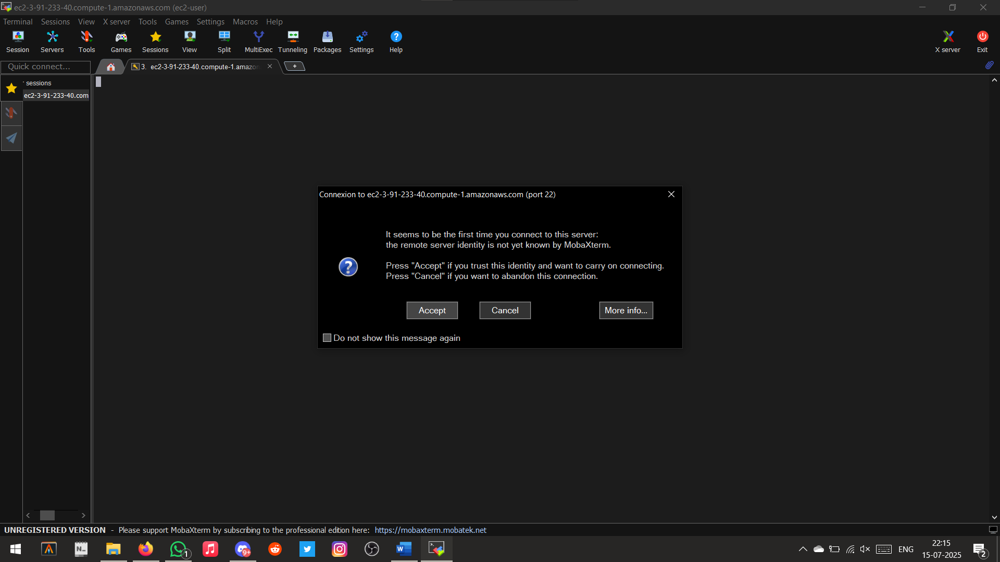 ec2-3-91-233-40.compute-1.amazonaws.com (ec2-user)
Terminal Sessions View X server Tools Games Settings Macros Help
Session Servers Tools Games Sessions View Split MultiExec Tunneling Packages Settings Help X server Exit
Quick connect...
3. ec2-3-91-233-40.compute-1.amazon
sessions
ec2-3-91-233-40.com
Connexion to ec2-3-91-233-40.compute-1.amazonaws.com (port 22)
It seems to be the first time you connect to this server:
the remote server identity is not yet known by MobaXterm.
Press "Accept" if you trust this identity and want to carry on connecting.
Press "Cancel" if you want to abandon this connection.
Accept Cancel More info...
Do not show this message again
UNREGISTERED VERSION - Please support MobaXterm by subscribing to the professional edition here: https://mobaxterm.mobatek.net
N_
1
9+
W
ENG
22:15
15-07-2025
2